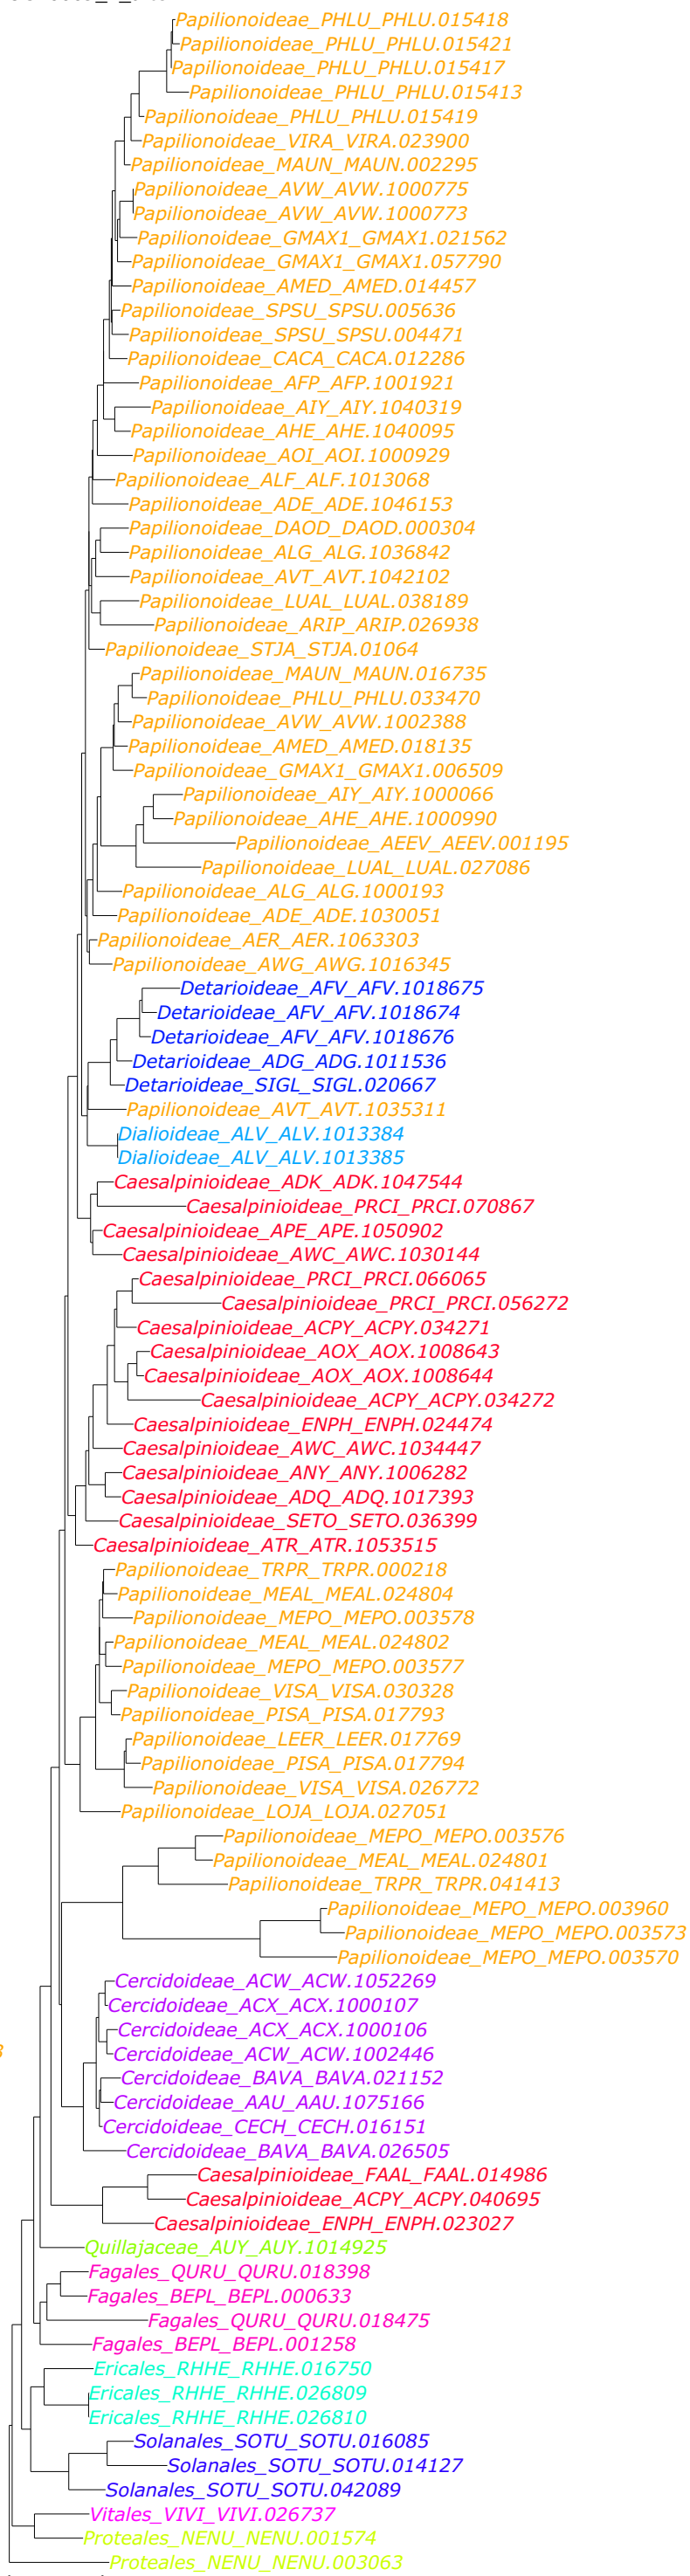 Papilionoideae_PHLU_PHLU.015418
Papilionoideae_PHLU_PHLU.015421
Papilionoideae_PHLU_PHLU.015417
Papilionoideae_PHLU_PHLU.015413
Papilionoideae_PHLU_PHLU.015419
Papilionoideae_VIRA_VIRA.023900
Papilionoideae_MAUN_MAUN.002295
Papilionoideae_AVW_AVW.1000775
Papilionoideae_AVW_AVW.1000773
Papilionoideae_GMAX1_GMAX1.021562
Papilionoideae_GMAX1_GMAX1.057790
Papilionoideae_AMED_AMED.014457
Papilionoideae_SPSU_SPSU.005636
Papilionoideae_SPSU_SPSU.004471
Papilionoideae_CACA_CACA.012286
Papilionoideae_AFP_AFP.1001921
Papilionoideae_AIY_AIY.1040319
Papilionoideae_AHE_AHE.1040095
Papilionoideae_AOI_AOI.1000929
Papilionoideae_ALF_ALF.1013068
Papilionoideae_ADE_ADE.1046153
Papilionoideae_DAOD_DAOD.000304
Papilionoideae_ALG_ALG.1036842
Papilionoideae_AVT_AVT.1042102
Papilionoideae_LUAL_LUAL.038189
Papilionoideae_ARIP_ARIP.026938
Papilionoideae_STJA_STJA.01064
Papilionoideae_MAUN_MAUN.016735
Papilionoideae_PHLU_PHLU.033470
Papilionoideae_AVW_AVW.1002388
Papilionoideae_AMED_AMED.018135
Papilionoideae_GMAX1_GMAX1.006509
Papilionoideae_AIY_AIY.1000066
Papilionoideae_AHE_AHE.1000990
Papilionoideae_AEEV_AEEV.001195
Papilionoideae_LUAL_LUAL.027086
Papilionoideae_ALG_ALG.1000193
Papilionoideae_ADE_ADE.1030051
Papilionoideae_AER_AER.1063303
Papilionoideae_AWG_AWG.1016345
Detarioideae_AFV_AFV.1018675
Detarioideae_AFV_AFV.1018674
Detarioideae_AFV_AFV.1018676
Detarioideae_ADG_ADG.1011536
Detarioideae_SIGL_SIGL.020667
Papilionoideae_AVT_AVT.1035311
Dialioideae_ALV_ALV.1013384
Dialioideae_ALV_ALV.1013385
Caesalpinioideae_ADK_ADK.1047544
Caesalpinioideae_PRCI_PRCI.070867
Caesalpinioideae_APE_APE.1050902
Caesalpinioideae_AWC_AWC.1030144
Caesalpinioideae_PRCI_PRCI.066065
Caesalpinioideae_PRCI_PRCI.056272
Caesalpinioideae_ACPY_ACPY.034271
Caesalpinioideae_AOX_AOX.1008643
Caesalpinioideae_AOX_AOX.1008644
Caesalpinioideae_ACPY_ACPY.034272
Caesalpinioideae_ENPH_ENPH.024474
Caesalpinioideae_AWC_AWC.1034447
Caesalpinioideae_ANY_ANY.1006282
Caesalpinioideae_ADQ_ADQ.1017393
Caesalpinioideae_SETO_SETO.036399
Caesalpinioideae_ATR_ATR.1053515
Papilionoideae_TRPR_TRPR.000218
Papilionoideae_MEAL_MEAL.024804
Papilionoideae_MEPO_MEPO.003578
Papilionoideae_MEAL_MEAL.024802
Papilionoideae_MEPO_MEPO.003577
Papilionoideae_VISA_VISA.030328
Papilionoideae_PISA_PISA.017793
Papilionoideae_LEER_LEER.017769
Papilionoideae_PISA_PISA.017794
Papilionoideae_VISA_VISA.026772
Papilionoideae_LOJA_LOJA.027051
Papilionoideae_MEPO_MEPO.003576
Papilionoideae_MEAL_MEAL.024801
Papilionoideae_TRPR_TRPR.041413
Papilionoideae_MEPO_MEPO.003960
Papilionoideae_MEPO_MEPO.003573
Papilionoideae_MEPO_MEPO.003570
Cercidoideae_ACW_ACW.1052269
Cercidoideae_ACX_ACX.1000107
Cercidoideae_ACX_ACX.1000106
Cercidoideae_ACW_ACW.1002446
Cercidoideae_BAVA_BAVA.021152
Cercidoideae_AAU_AAU.1075166
Cercidoideae_CECH_CECH.016151
Cercidoideae_BAVA_BAVA.026505
Caesalpinioideae_FAAL_FAAL.014986
Caesalpinioideae_ACPY_ACPY.040695
Caesalpinioideae_ENPH_ENPH.023027
Quillajaceae_AUY_AUY.1014925
Fagales_QURU_QURU.018398
Fagales_BEPL_BEPL.000633
Fagales_QURU_QURU.018475
Fagales_BEPL_BEPL.001258
Ericales_RHHE_RHHE.016750
Ericales_RHHE_RHHE.026809
Ericales_RHHE_RHHE.026810
Solanales_SOTU_SOTU.016085
Solanales_SOTU_SOTU.014127
Solanales_SOTU_SOTU.042089
Vitales_VIVI_VIVI.026737
Proteales_NENU_NENU.001574
Proteales_NENU_NENU.003063